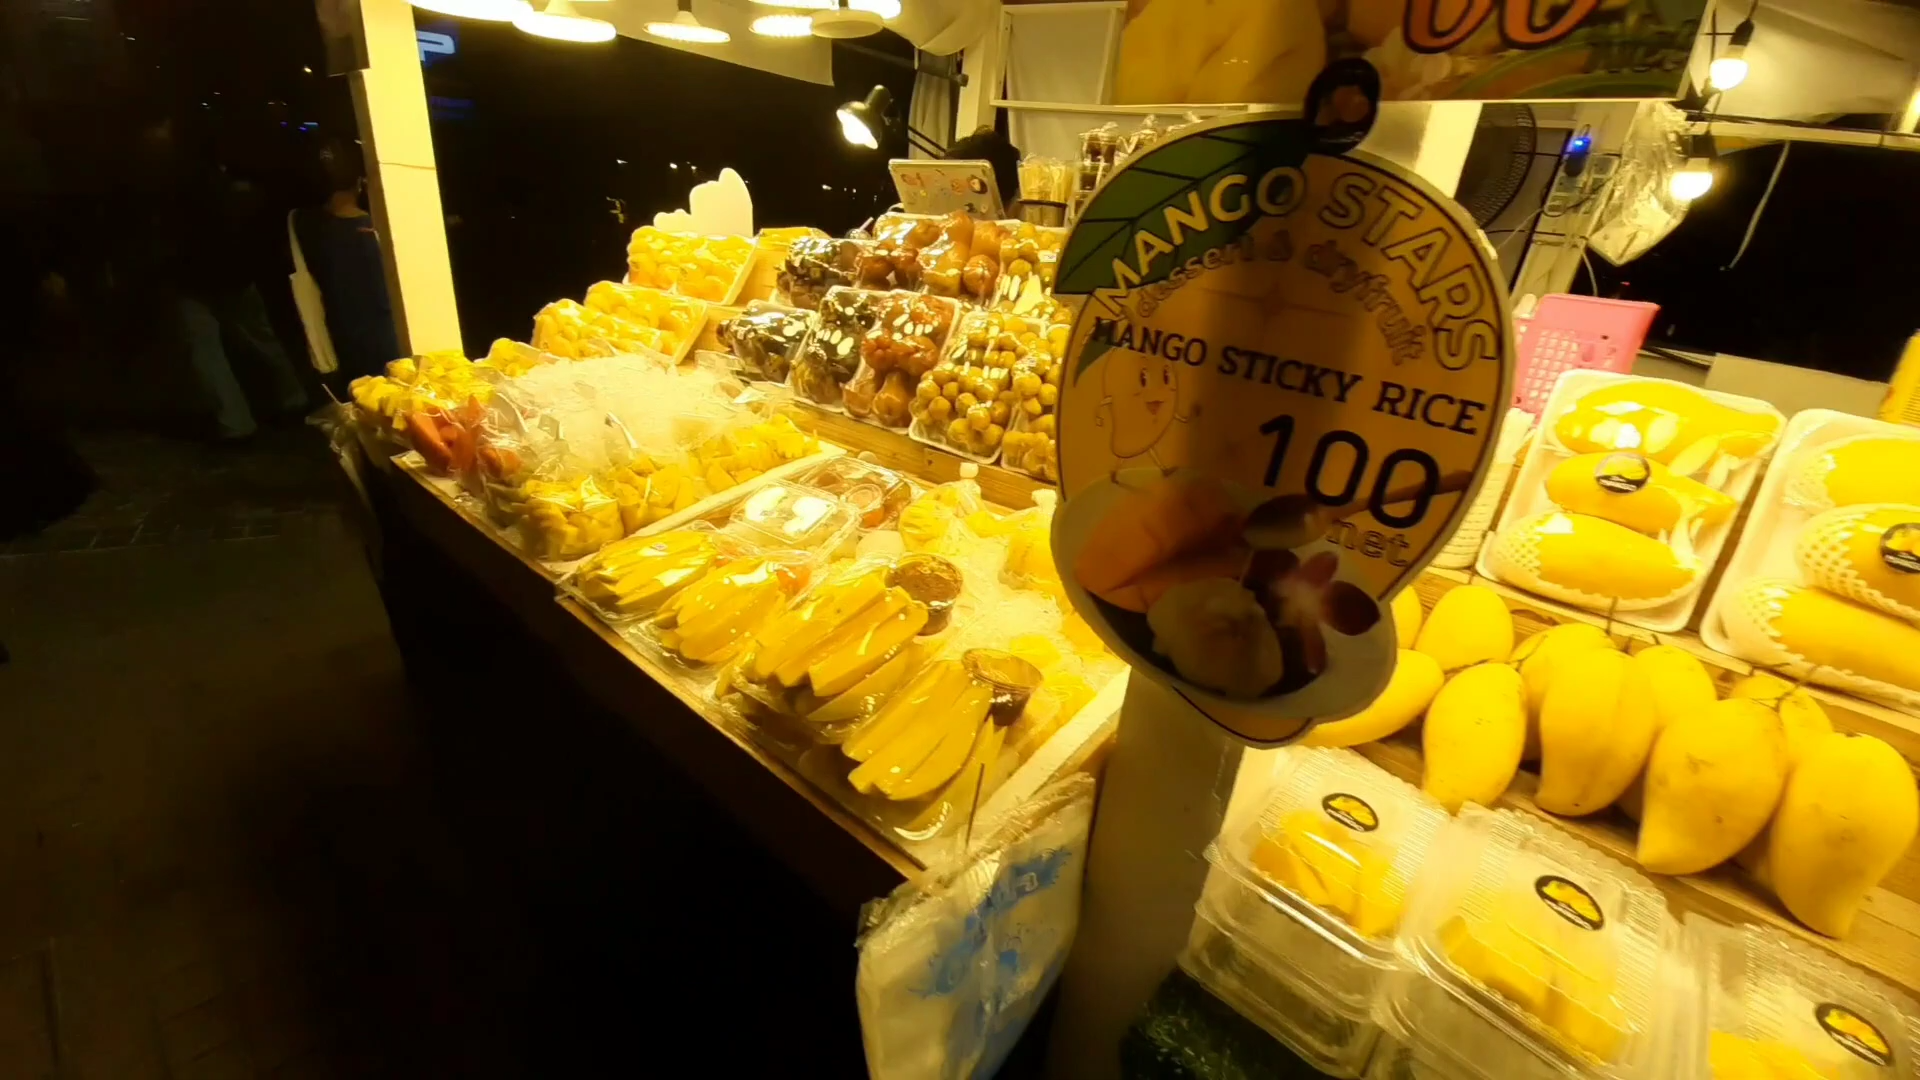 MANGO STARS
dessert & dryfruit
MANGO STICKY RICE
100
net